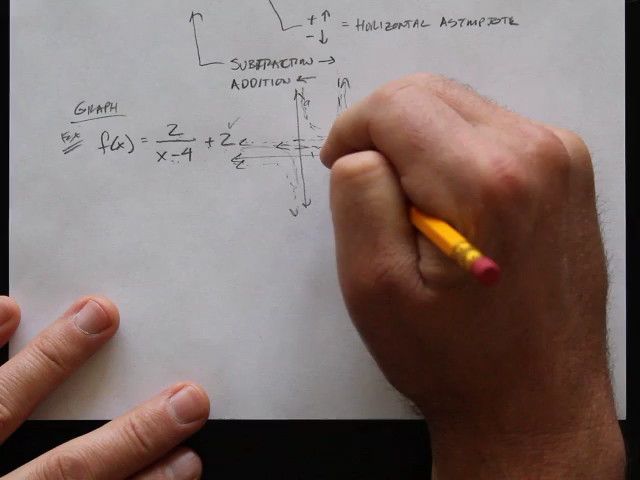 + ↑
- ↓ = HORIZONTAL ASYMPTOTE
SUBTRACTION →
ADDITION ←
GRAPH
Ex: f(x) = 2/(x-4) + 2